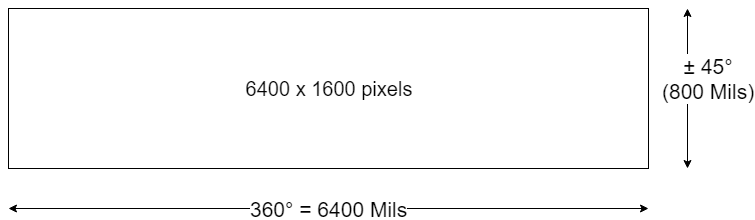 ± 45°
6400 x 1600 pixels
(800 Mils)
360° = 6400 Mils